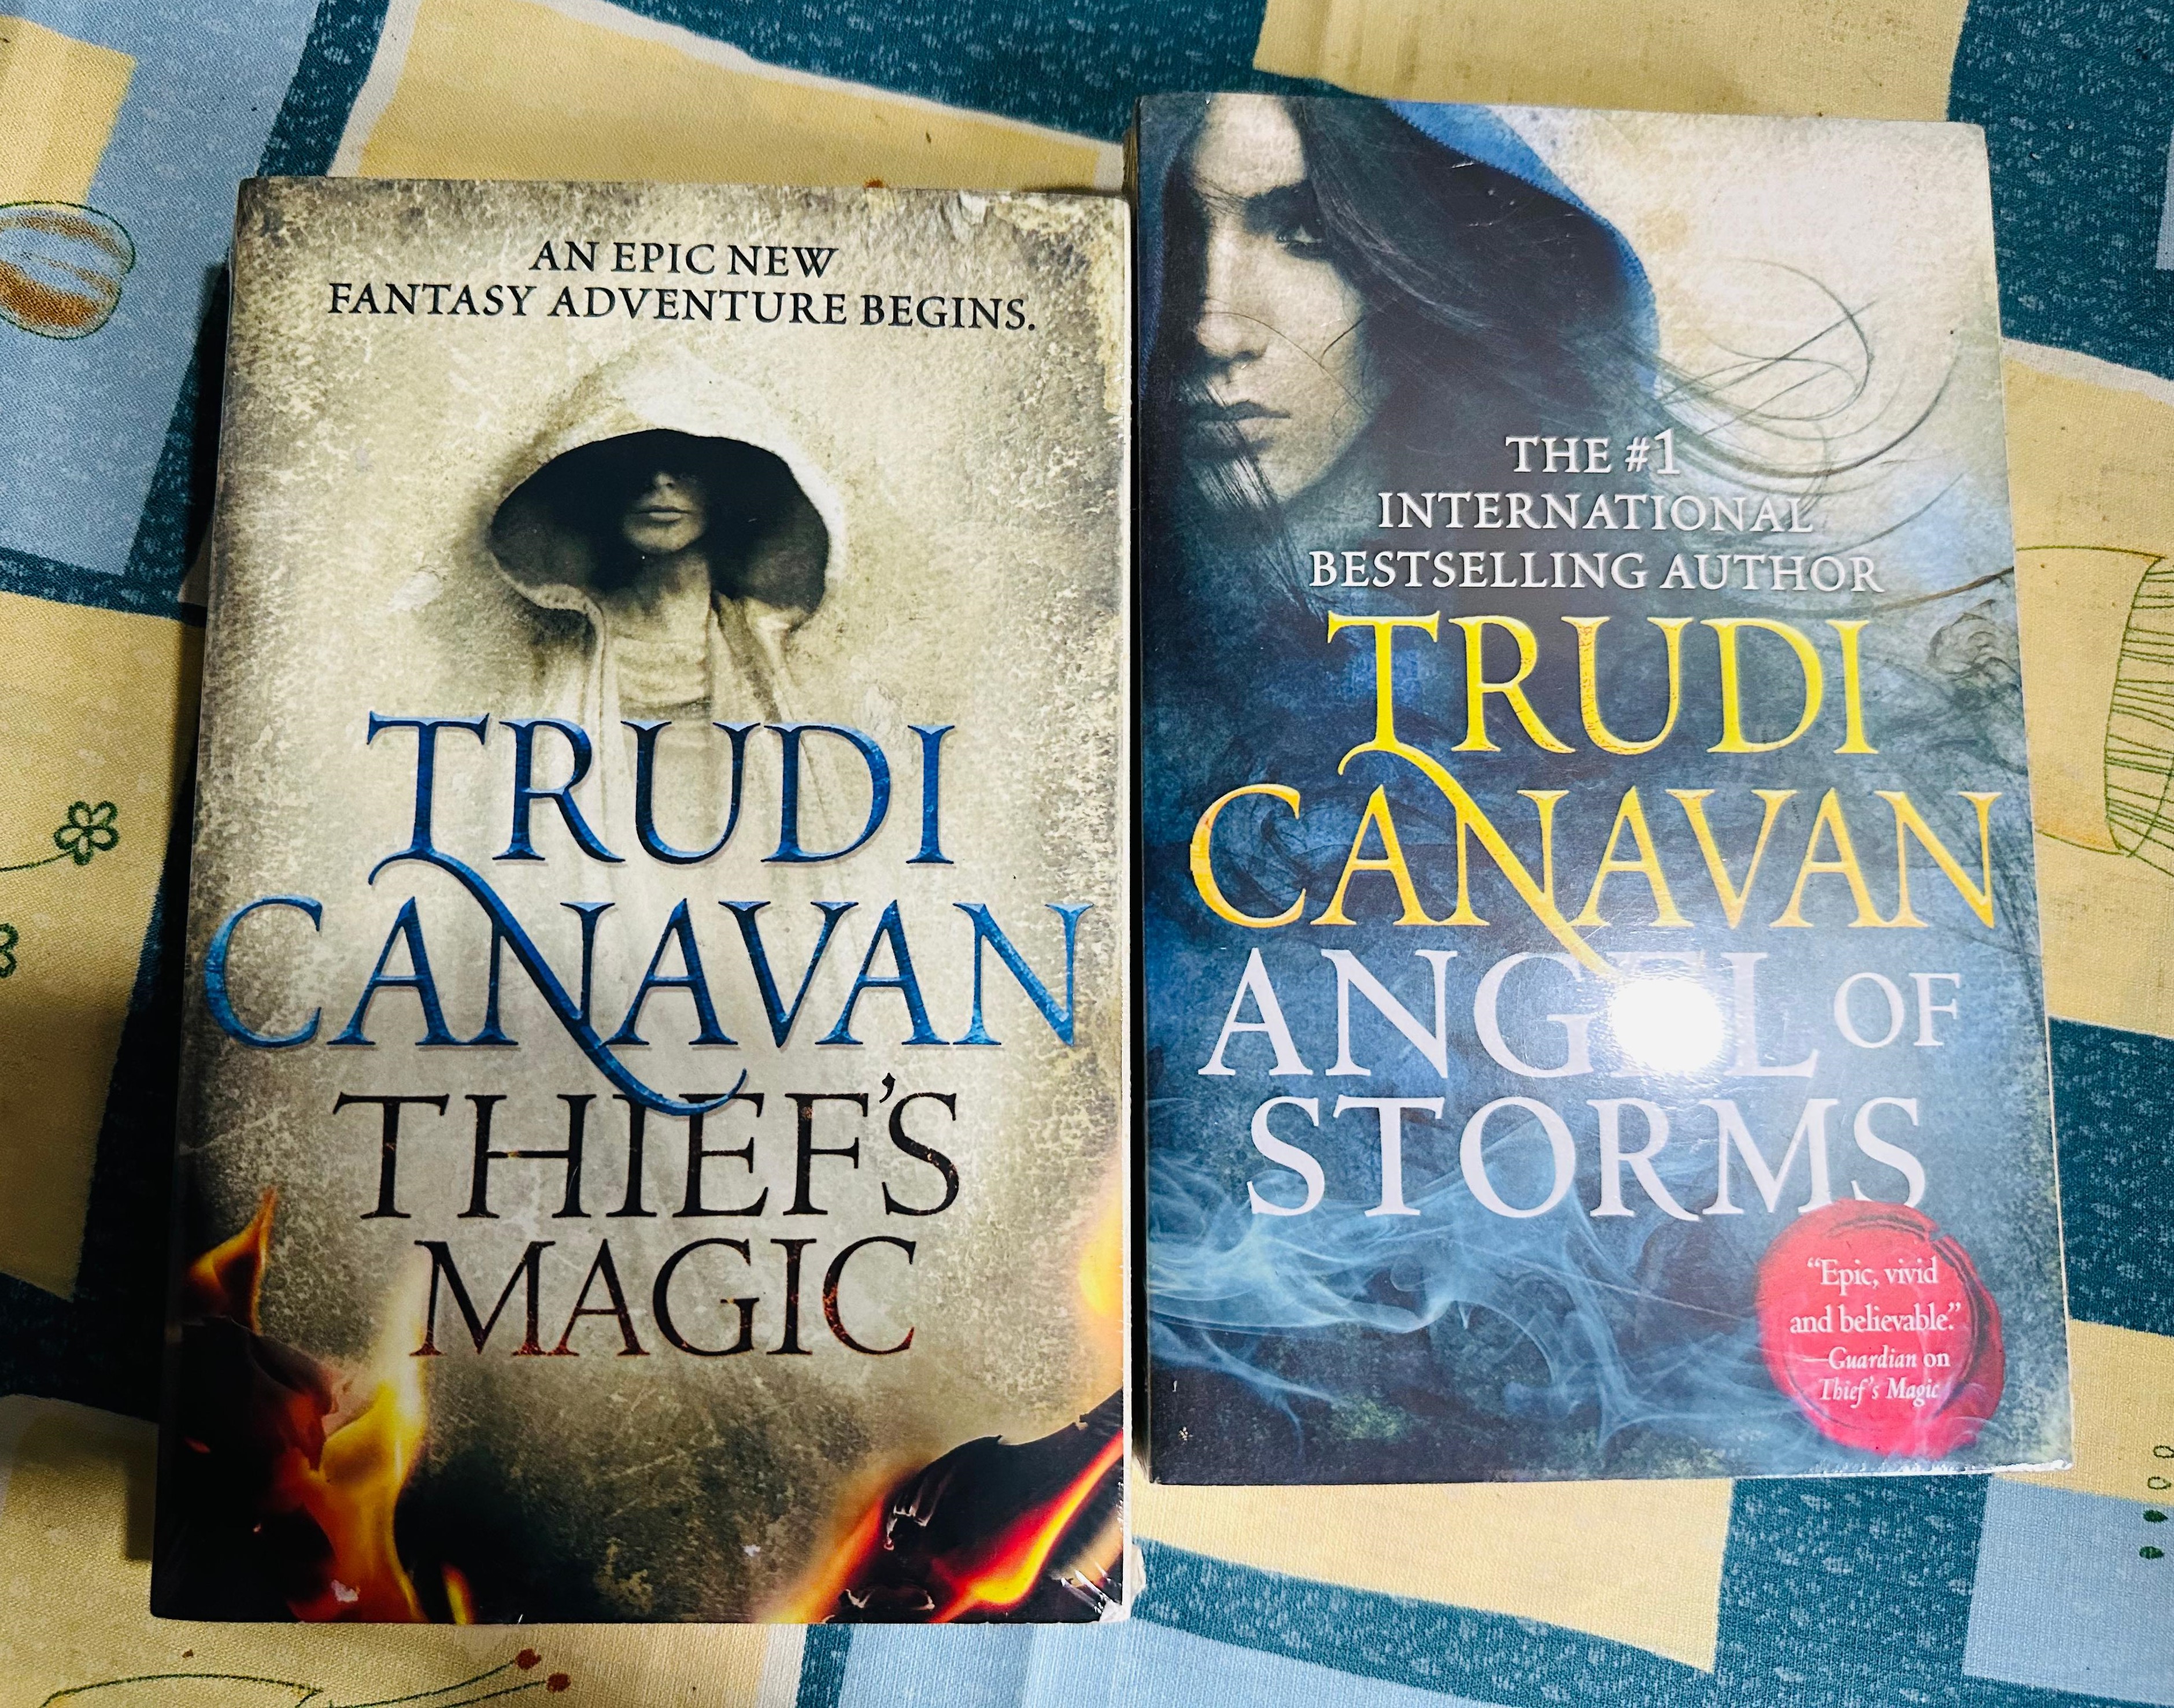 AN EPIC NEW
FANTASY ADVENTURE BEGINS.
TRUDI
CANAVAN
THIEF'S
MAGIC
THE #1
INTERNATIONAL
BESTSELLING AUTHOR
TRUDI
CANAVAN
ANGEL OF
STORMS
“Epic, vivid
and believable.”
—Guardian on
Thief's Magic